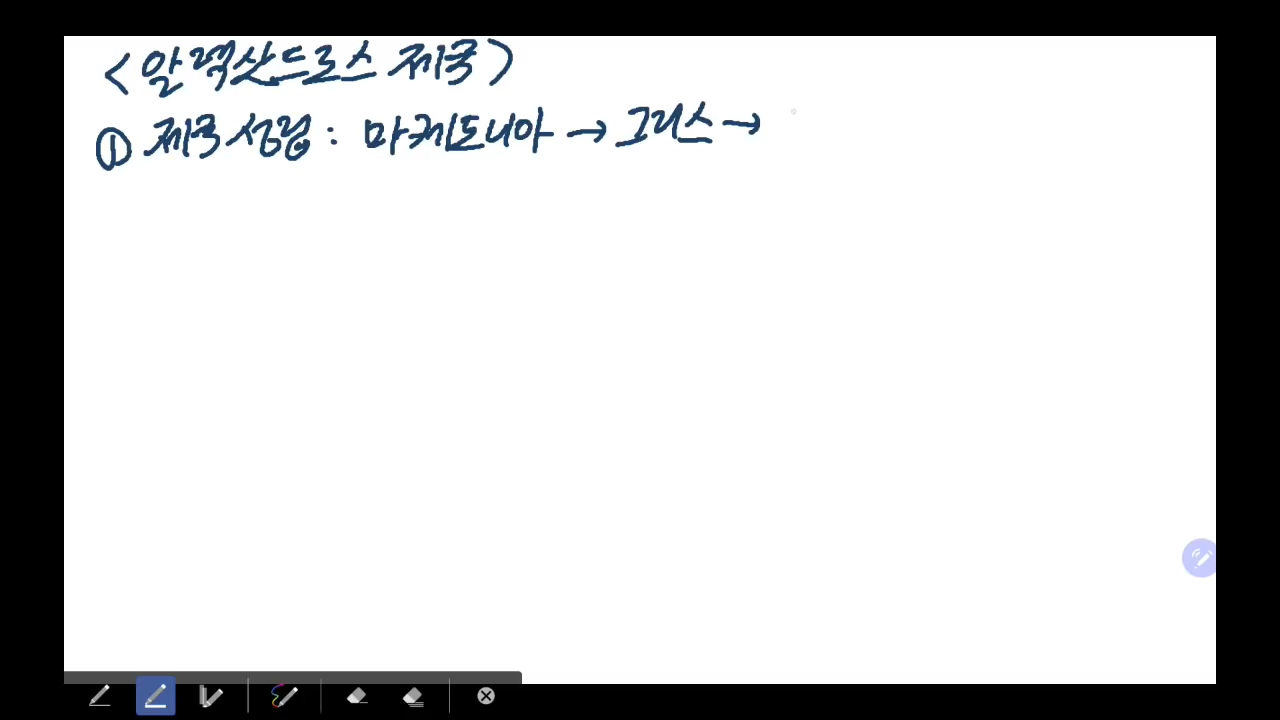 <알렉산드로스 제국>
① 제국 성립 : 마케도니아 → 그리스 →